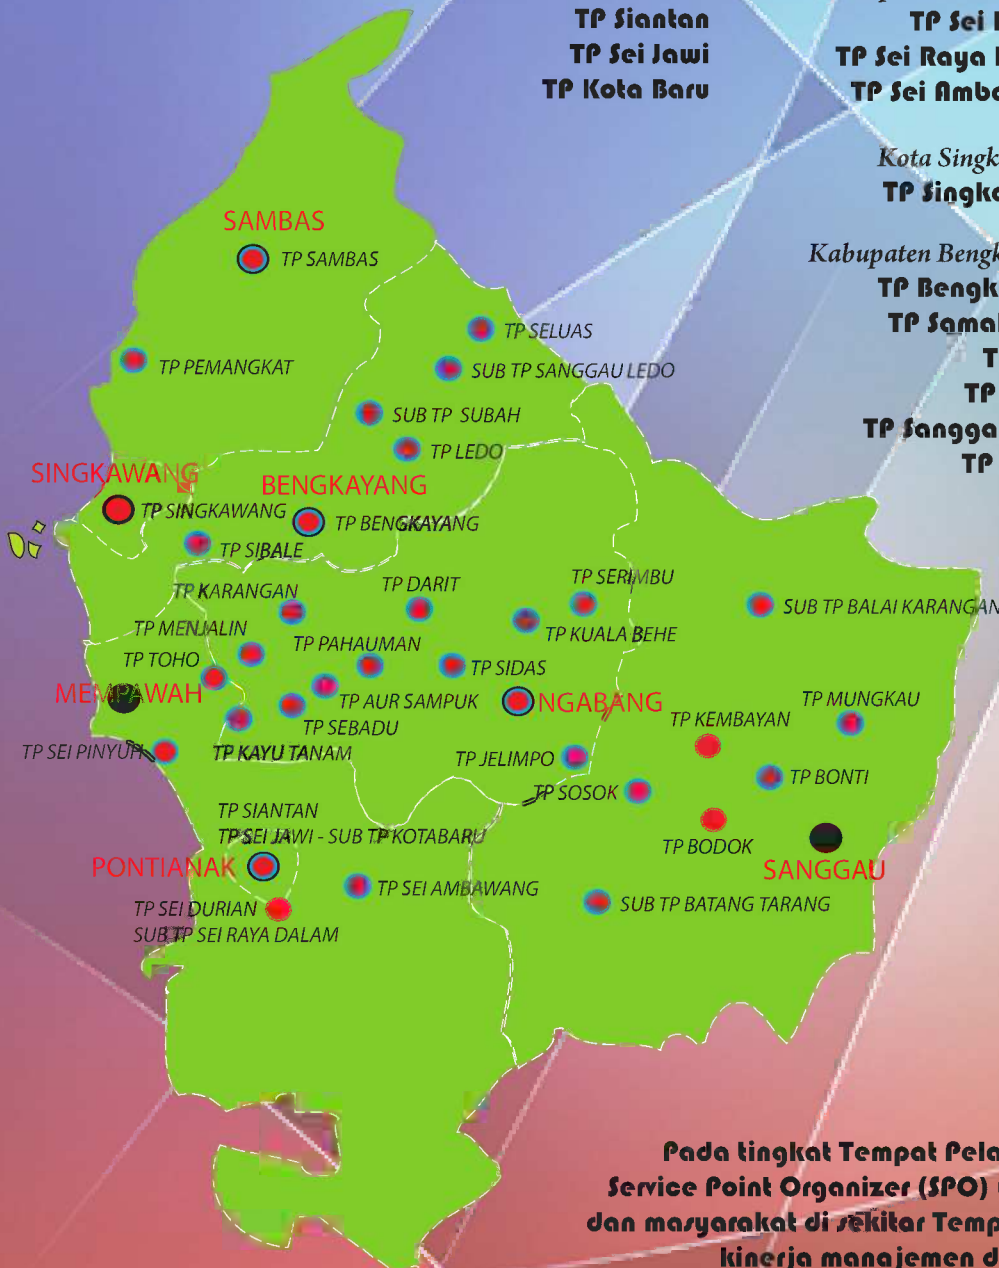 TP Siantan
TP Sei Jawi
TP Kota Baru
TP Sei
TP Sei Raya
TP Sei Amba
Kota Singk
TP Singka
Kabupaten Bengk
TP Bengk
TP Samal
T
TP
TP Sangga
TP
SAMBAS
TP SAMBAS
TP SELUAS
TP PEMANGKAT
SUB TP SANGGAU LEDO
SUB TP SUBAH
TP LEDO
SINGKAWANG
BENGKAYANG
TP SINGKAWANG
TP BENGKAYANG
TP SIBALE
TP KARANGAN
TP DARIT
TP SERIMBU
SUB TP BALAI KARANGAN
TP MENJALIN
TP PAHAUMAN
TP KUALA BEHE
TP TOHO
TP SIDAS
MEMPAWAH
TP AUR SAMPUK
NGABANG
TP MUNGKAU
TP KEMBAYAN
TP SEBADU
TP SEI PINYUH
TP KAYU TANAM
TP JELIMPO
TP BONTI
TP SOSOK
TP SIANTAN
TP SEI JAWI - SUB TP KOTABARU
TP BODOK
PONTIANAK
SANGGAU
TP SEI AMBAWANG
TP SEI DURIAN
SUB TP BATANG TARANG
SUB TP SEI RAYA DALAM
Pada tingkat Tempat Pela
Service Point Organizer (SPO)
dan masyarakat di sekitar Temp
kinerja manajemen d